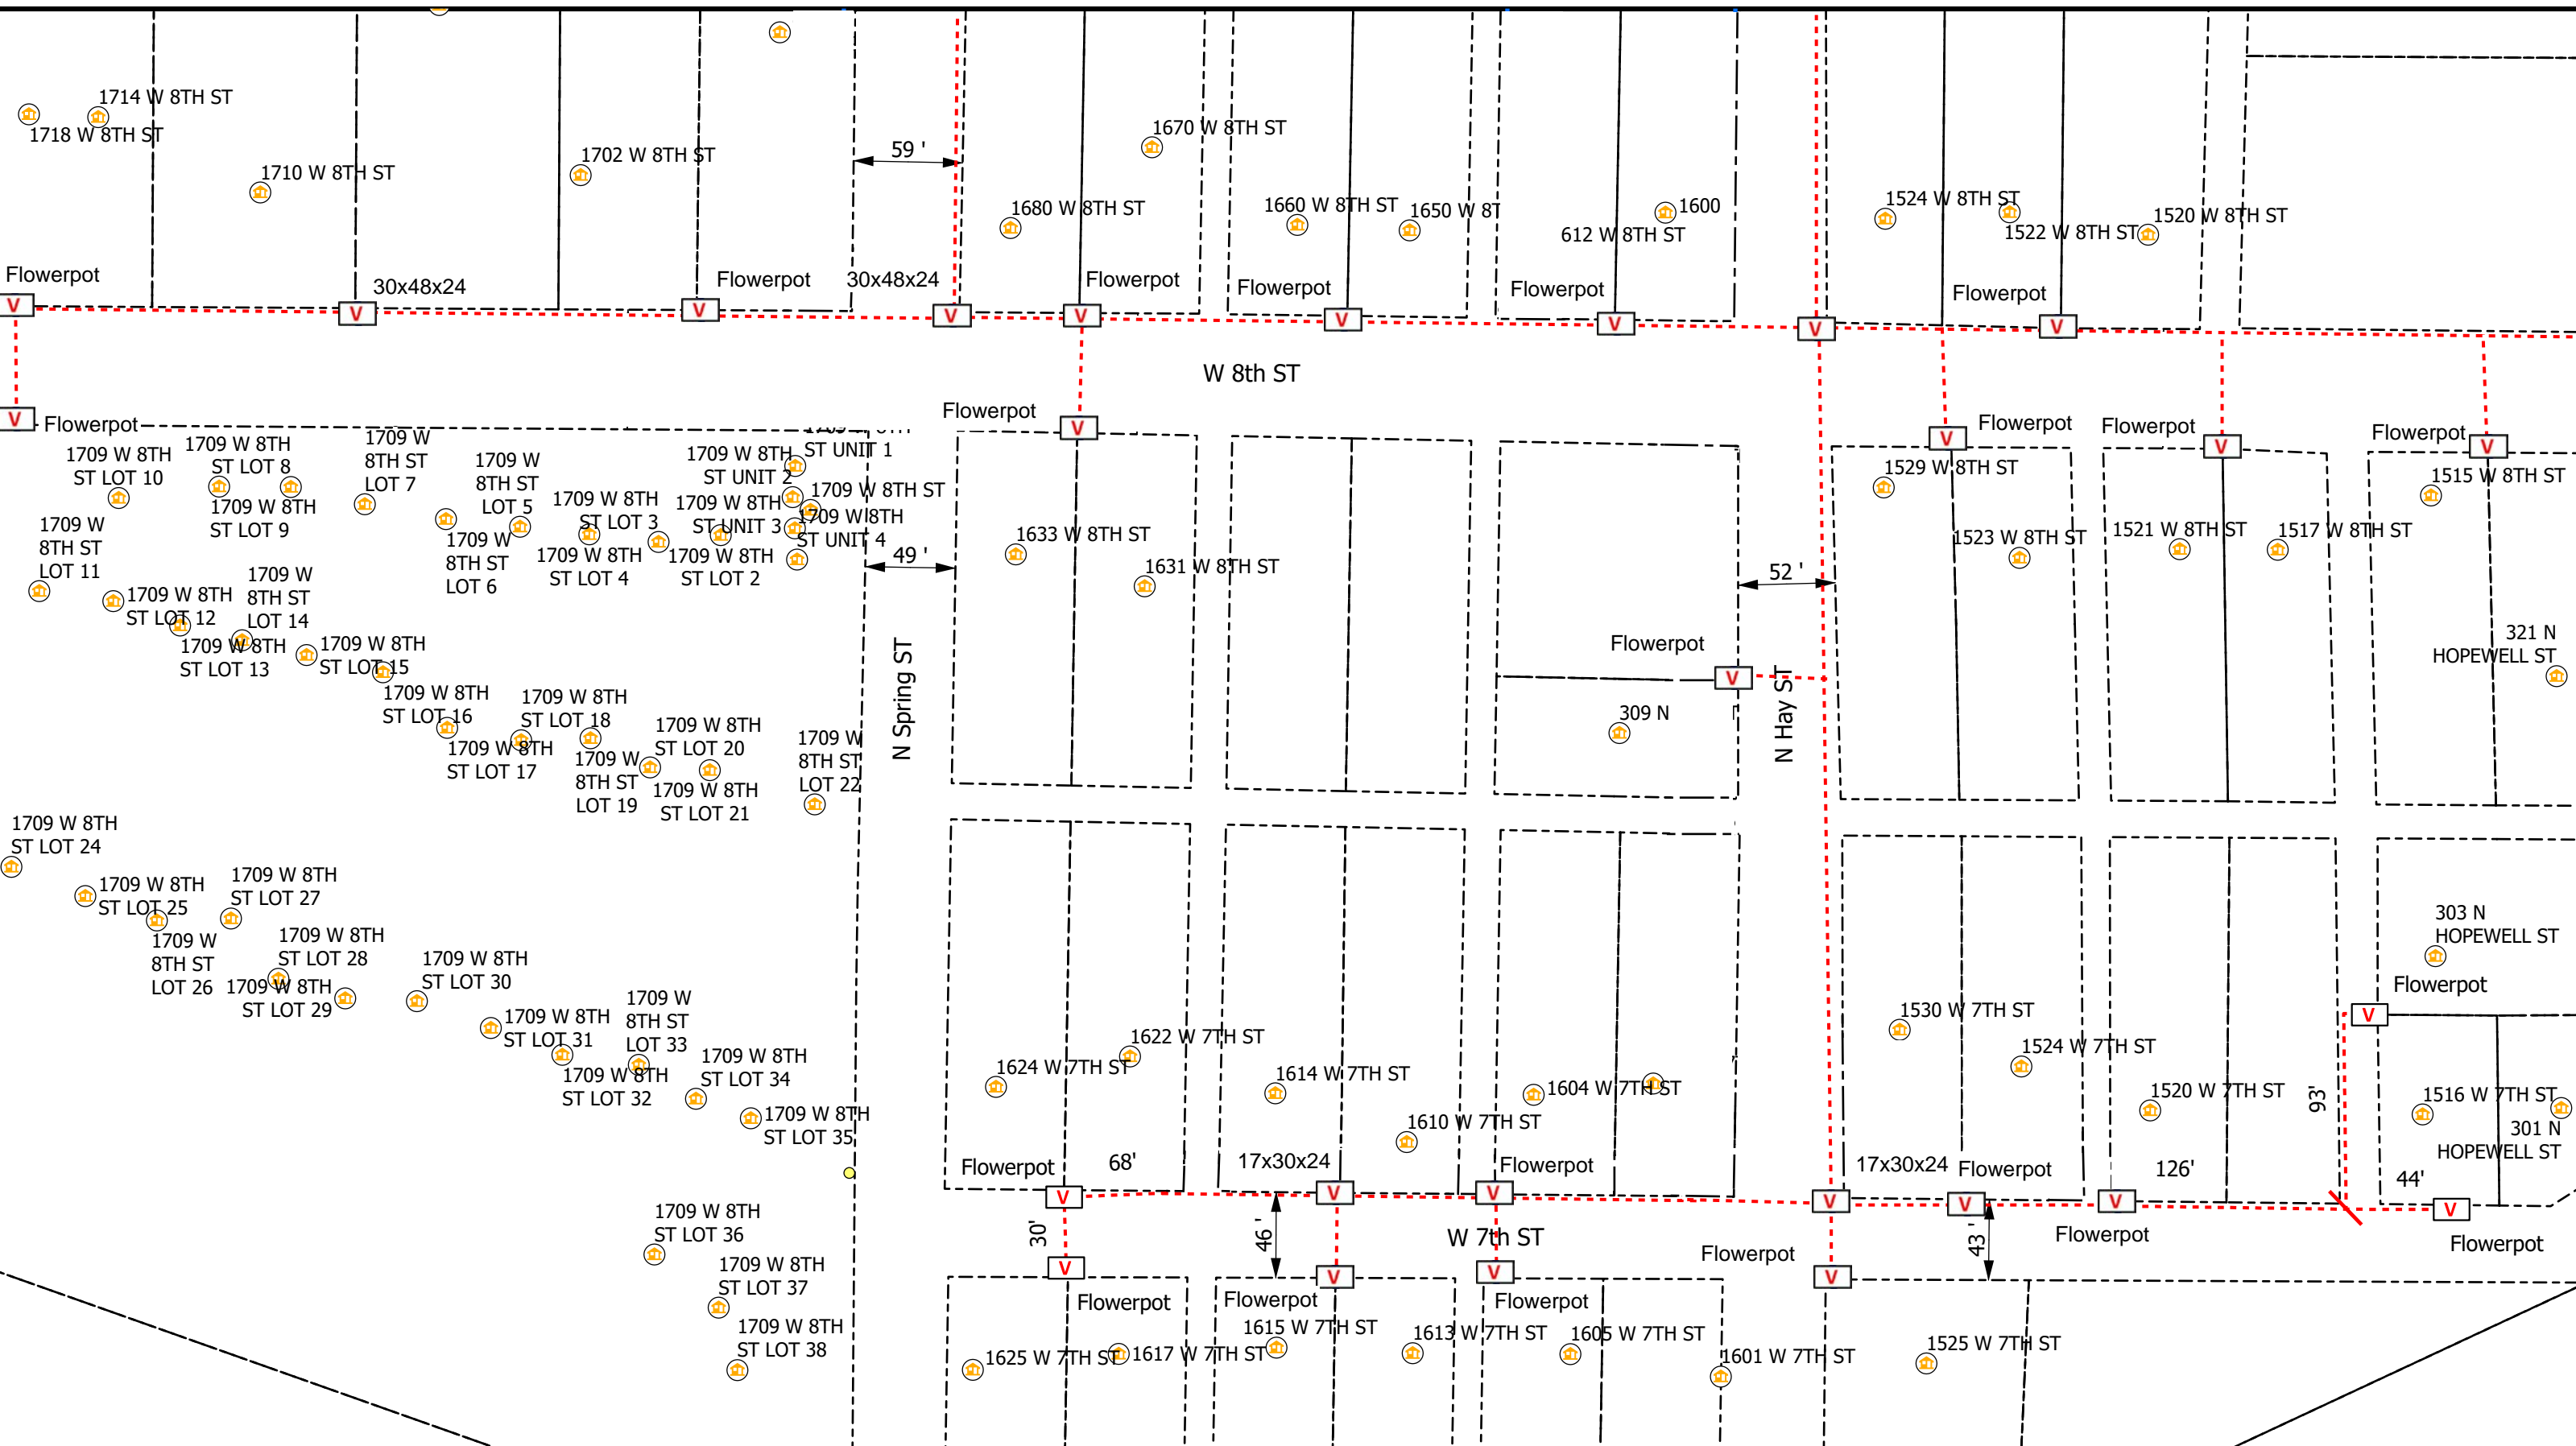 1714 W 8TH ST
1718 W 8TH ST
1710 W 8TH ST
1702 W 8TH ST
59 '
1670 W 8TH ST
1680 W 8TH ST
1660 W 8TH ST
1650 W 8T
1600
612 W 8TH ST
1524 W 8TH ST
1522 W 8TH ST
1520 W 8TH ST
Flowerpot
30x48x24
Flowerpot
30x48x24
Flowerpot
Flowerpot
Flowerpot
Flowerpot
V
V
V
V
V
V
V
V
V
W 8th ST
V
Flowerpot
Flowerpot
V
V
Flowerpot
Flowerpot
V
Flowerpot
V
1709 W 8TH
ST LOT 10
1709 W 8TH
ST LOT 8
1709 W 8TH
ST LOT 9
1709 W
8TH ST
LOT 7
1709 W
8TH ST
LOT 5
1709 W
8TH ST
LOT 6
1709 W 8TH
ST LOT 3
1709 W 8TH
ST LOT 4
1709 W 8TH
ST LOT 2
ST UNIT 1
1709 W 8TH
ST UNIT 2
1709 W 8TH ST
1709 W 8TH
ST UNIT 3
1709 W 8TH
ST UNIT 4
1709 W
8TH ST
LOT 11
1709 W 8TH
ST LOT 12
1709 W 8TH
ST LOT 13
1709 W
8TH ST
LOT 14
1709 W 8TH
ST LOT 15
1709 W 8TH
ST LOT 16
1709 W 8TH
ST LOT 17
1709 W 8TH
ST LOT 18
1709 W
8TH ST
LOT 19
1709 W 8TH
ST LOT 20
1709 W 8TH
ST LOT 21
1709 W
8TH ST
LOT 22
49 '
N Spring ST
1633 W 8TH ST
1631 W 8TH ST
52 '
Flowerpot
V
N Hay ST
309 N
1529 W 8TH ST
1523 W 8TH ST
1521 W 8TH ST
1517 W 8TH ST
1515 W 8TH ST
321 N
HOPEWELL ST
1709 W 8TH
ST LOT 24
1709 W 8TH
ST LOT 25
1709 W
8TH ST
LOT 26
1709 W 8TH
ST LOT 27
1709 W 8TH
ST LOT 28
1709 W 8TH
ST LOT 29
1709 W 8TH
ST LOT 30
1709 W 8TH
ST LOT 31
1709 W 8TH
ST LOT 32
1709 W
8TH ST
LOT 33
1709 W 8TH
ST LOT 34
1709 W 8TH
ST LOT 35
1709 W 8TH
ST LOT 36
1709 W 8TH
ST LOT 37
1709 W 8TH
ST LOT 38
1624 W 7TH ST
1622 W 7TH ST
1614 W 7TH ST
1610 W 7TH ST
1604 W 7TH ST
1530 W 7TH ST
1524 W 7TH ST
1520 W 7TH ST
303 N
HOPEWELL ST
Flowerpot
V
93'
1516 W 7TH ST
301 N
HOPEWELL ST
Flowerpot
68'
17x30x24
Flowerpot
17x30x24
Flowerpot
126'
44'
V
V
V
V
V
V
V
30'
46 '
W 7th ST
Flowerpot
43 '
Flowerpot
Flowerpot
V
V
V
V
Flowerpot
Flowerpot
Flowerpot
1625 W 7TH ST
1617 W 7TH ST
1615 W 7TH ST
1613 W 7TH ST
1605 W 7TH ST
1601 W 7TH ST
1525 W 7TH ST